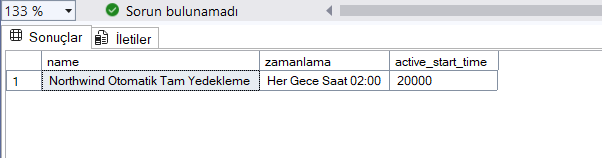 133 % Sorun bulunamadı
Sonuçlar İletiler
name zamanlama active_start_time
1 Northwind Otomatik Tam Yedekleme Her Gece Saat 02:00 20000